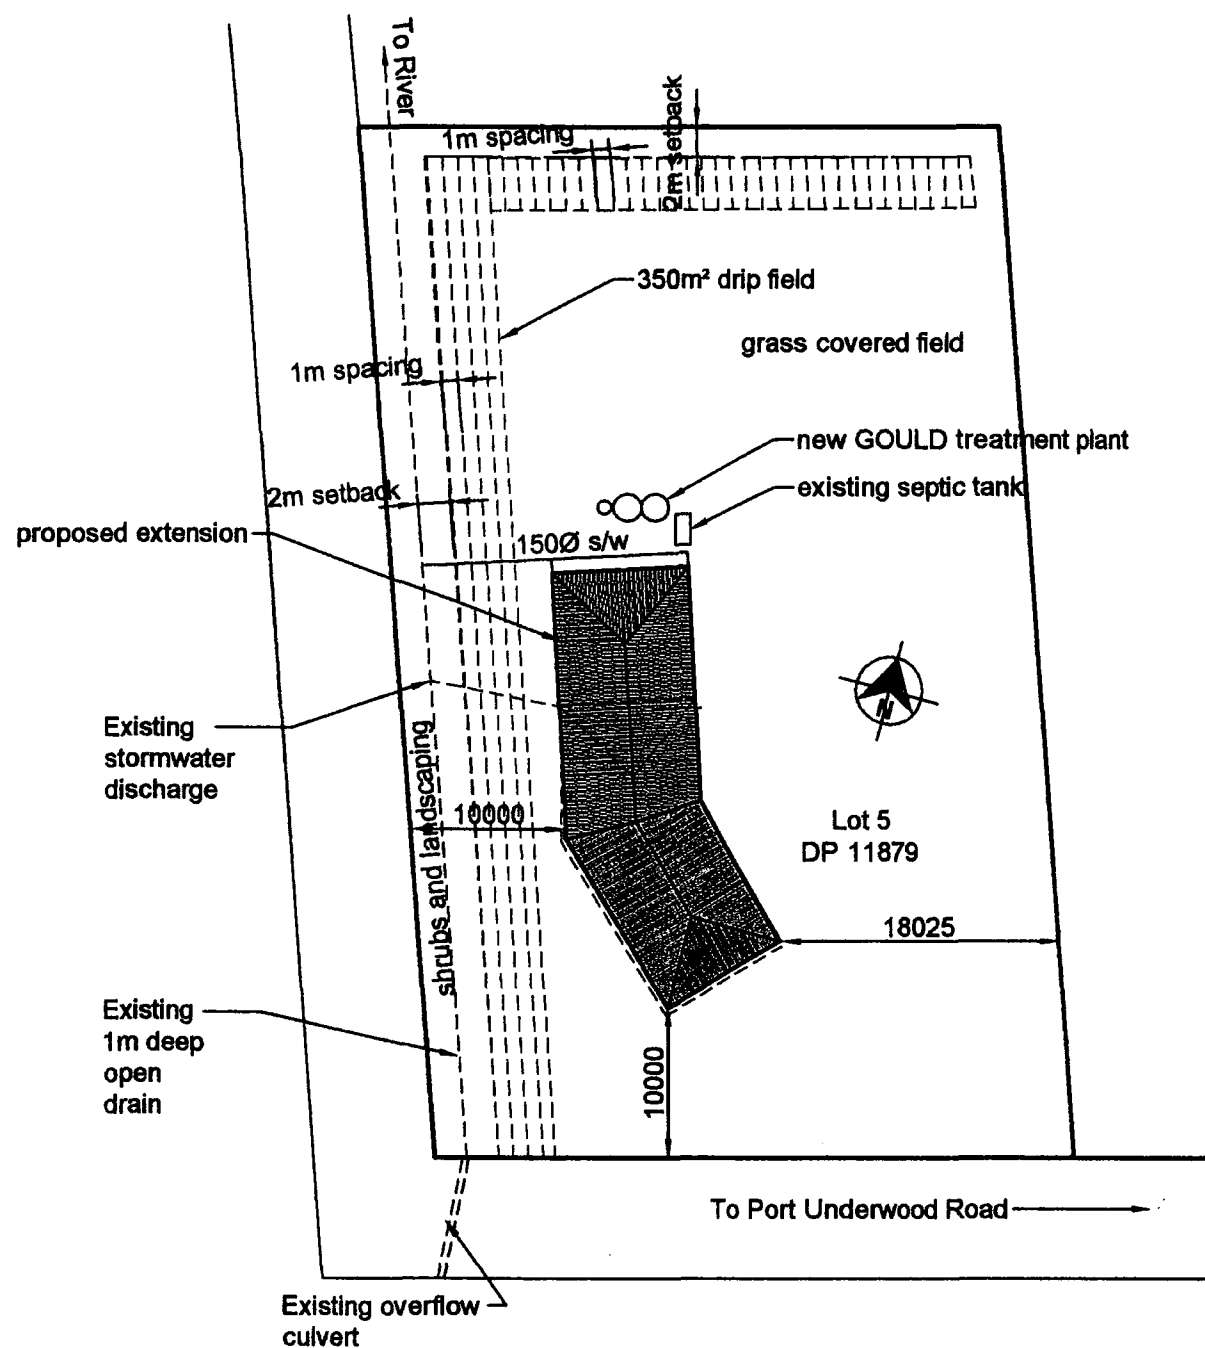 To River
1m spacing
2m setback
350m² drip field
grass covered field
1m spacing
new GOULD treatment plant
2m setback
existing septic tank
proposed extension
150Ø s/w
N
Existing
stormwater
discharge
shrubs and landscaping
10000
Lot 5
DP 11879
18025
Existing
1m deep
open
drain
10000
To Port Underwood Road
Existing overflow
culvert